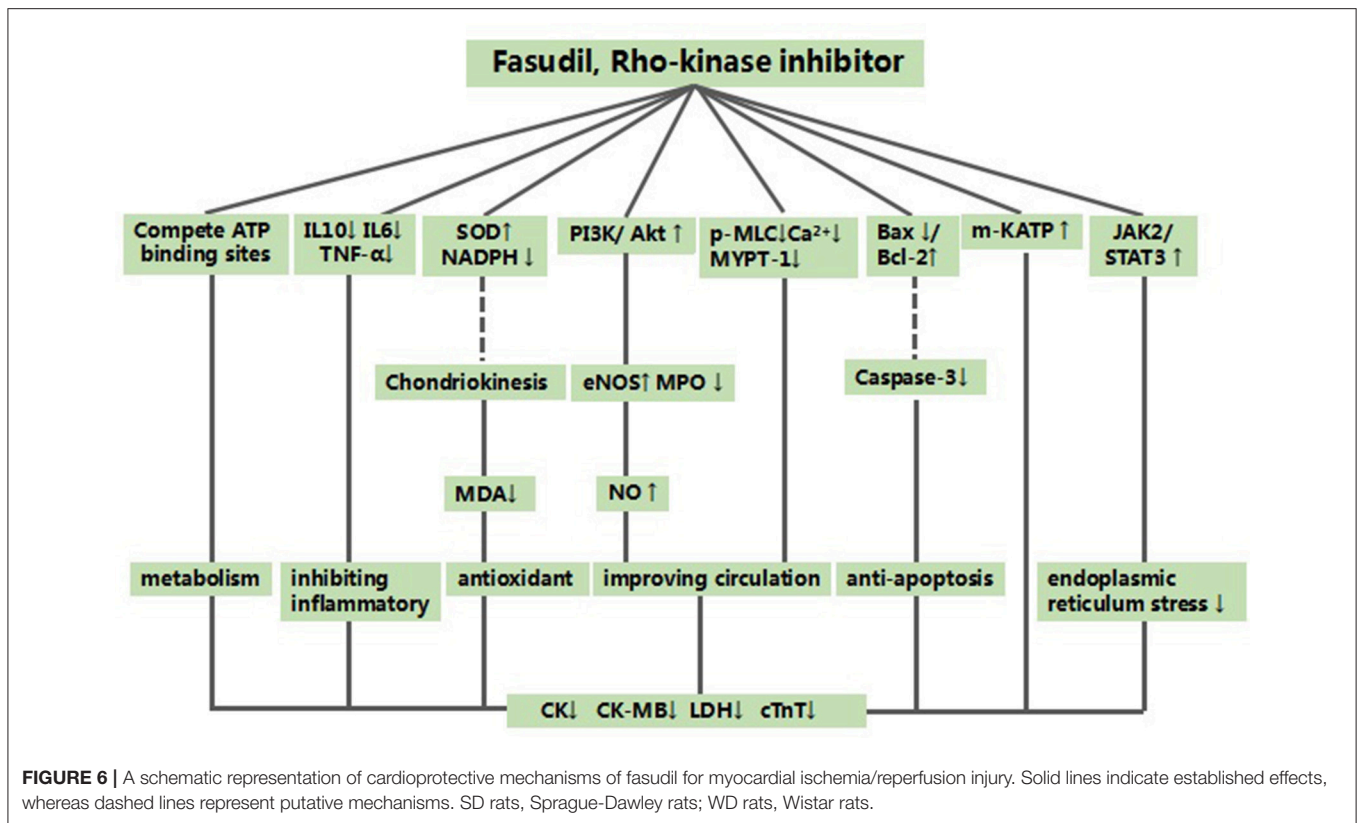 Fasudil, Rho-kinase inhibitor
Compete ATP
binding sites
IL10↓ IL6↓
TNF-α↓
SOD↑
NADPH ↓
PI3K/ Akt ↑
p-MLC↓Ca²⁺↓
MYPT-1↓
Bax ↓/
Bcl-2↑
m-KATP ↑
JAK2/
STAT3 ↑
Chondriokinesis
eNOS↑ MPO ↓
Caspase-3↓
MDA↓
NO ↑
metabolism
inhibiting
inflammatory
antioxidant
improving circulation
anti-apoptosis
endoplasmic
reticulum stress ↓
CK↓ CK-MB↓ LDH↓ cTnT↓
FIGURE 6 | A schematic representation of cardioprotective mechanisms of fasudil for myocardial ischemia/reperfusion injury. Solid lines indicate established effects,
whereas dashed lines represent putative mechanisms. SD rats, Sprague-Dawley rats; WD rats, Wistar rats.